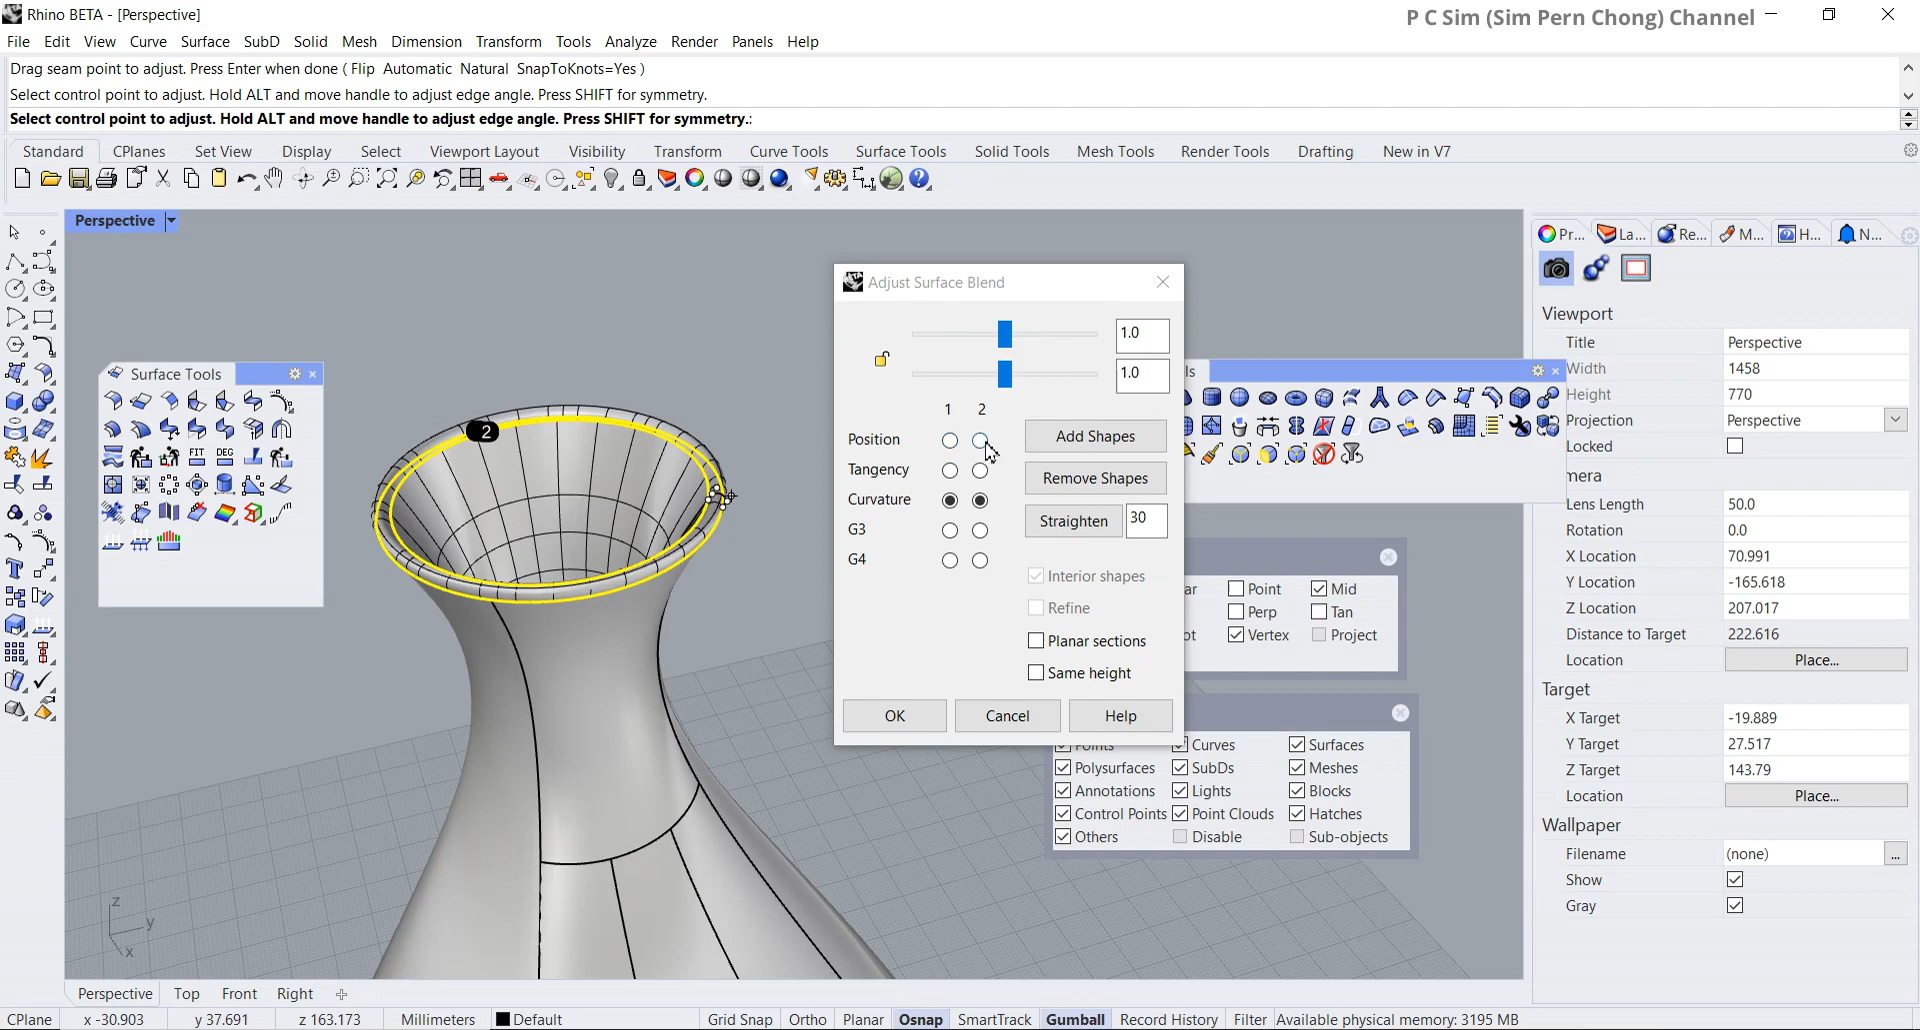 Rhino BETA - [Perspective]
P C Sim (Sim Pern Chong) Channel
File Edit View Curve Surface SubD Solid Mesh Dimension Transform Tools Analyze Render Panels Help
Drag seam point to adjust. Press Enter when done ( Flip Automatic Natural SnapToKnots=Yes )
Select control point to adjust. Hold ALT and move handle to adjust edge angle. Press SHIFT for symmetry.
Select control point to adjust. Hold ALT and move handle to adjust edge angle. Press SHIFT for symmetry.:
Standard CPlanes Set View Display Select Viewport Layout Visibility Transform Curve Tools Surface Tools Solid Tools Mesh Tools Render Tools Drafting New in V7
Perspective
Surface Tools
FIT DEG
2
Adjust Surface Blend
1.0
1.0
1 2
Position
Tangency
Curvature
G3
G4
Add Shapes
Remove Shapes
Straighten 30
Interior shapes
Refine
Planar sections
Same height
OK Cancel Help
ls
ar Point Mid
Perp Tan
ot Vertex Project
Points Curves Surfaces
Polysurfaces SubDs Meshes
Annotations Lights Blocks
Control Points Point Clouds Hatches
Others Disable Sub-objects
Pr... La... Re... M... H... N...
Viewport
Title Perspective
Width 1458
Height 770
Projection Perspective
Locked
mera
Lens Length 50.0
Rotation 0.0
X Location 70.991
Y Location -165.618
Z Location 207.017
Distance to Target 222.616
Location Place...
Target
X Target -19.889
Y Target 27.517
Z Target 143.79
Location Place...
Wallpaper
Filename (none) ...
Show
Gray
z
y
x
Perspective Top Front Right
CPlane x -30.903 y 37.691 z 163.173 Millimeters Default Grid Snap Ortho Planar Osnap SmartTrack Gumball Record History Filter Available physical memory: 3195 MB